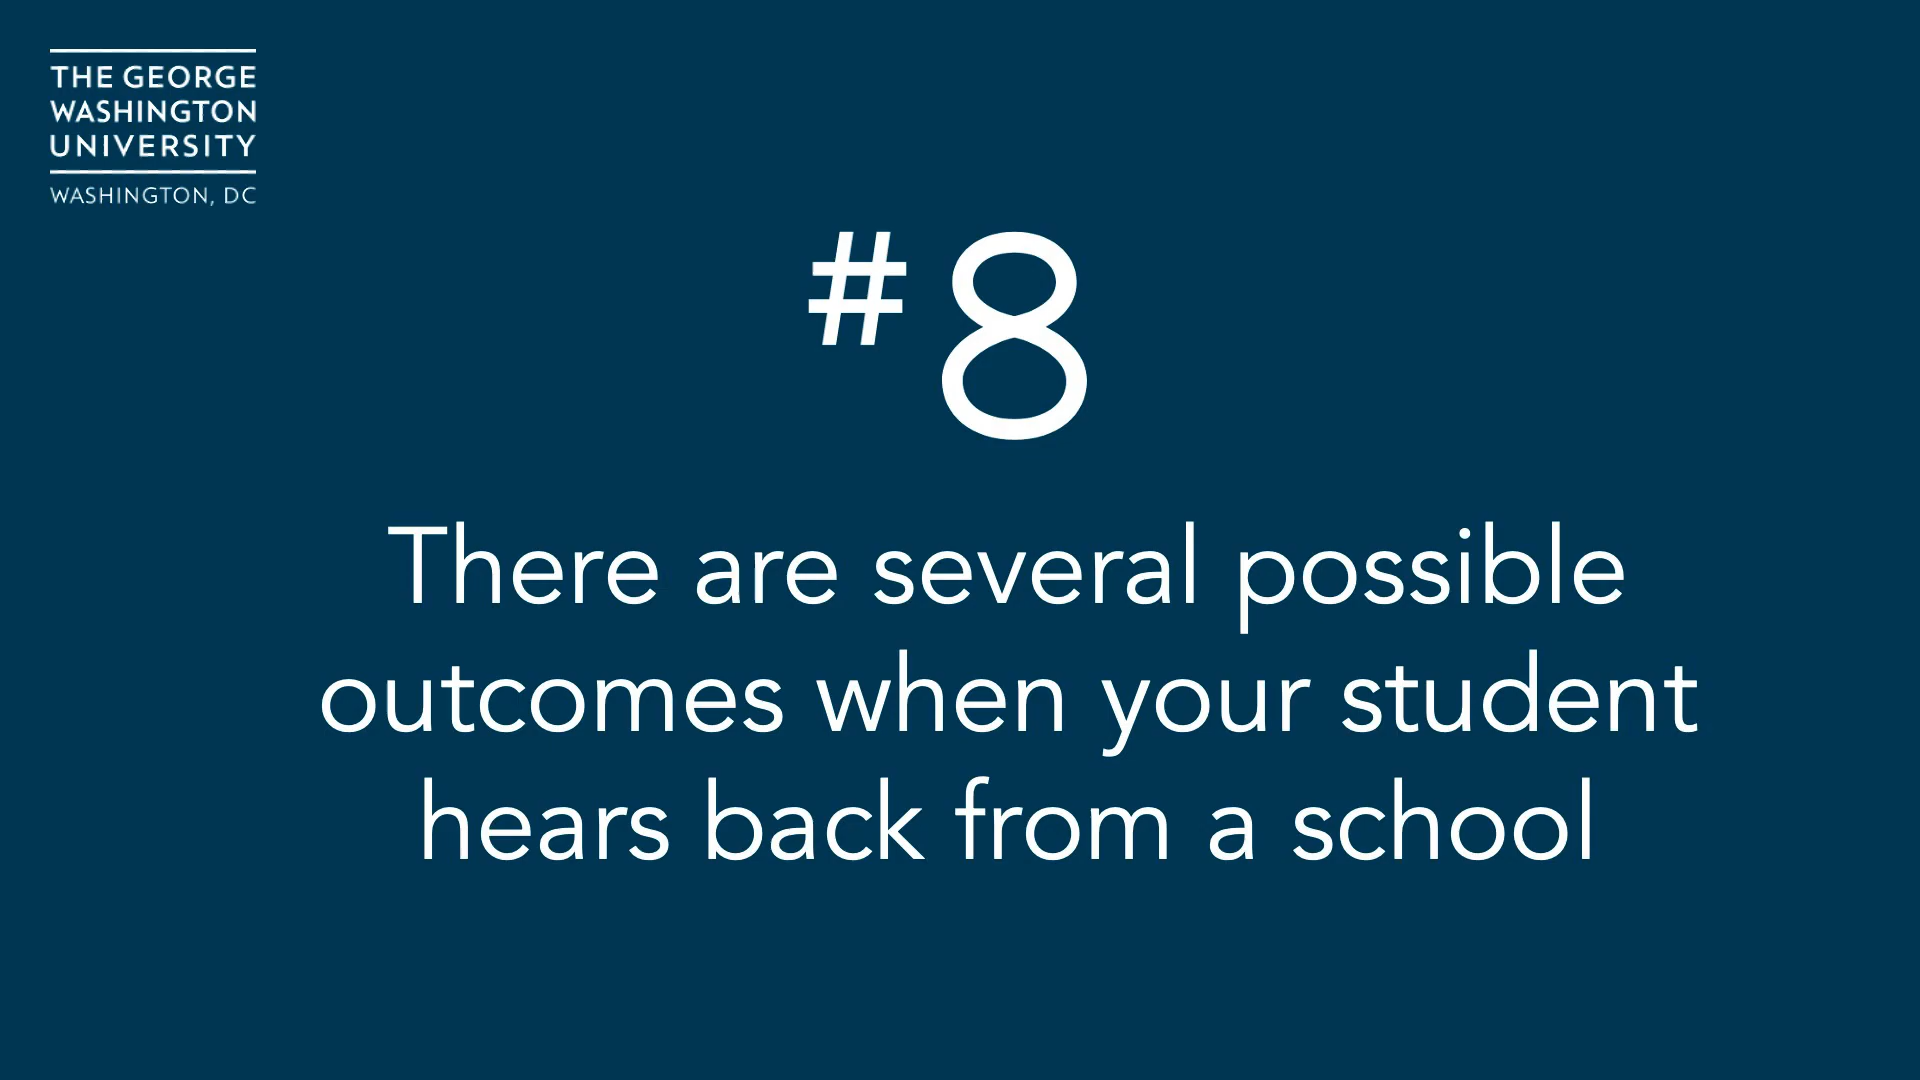 THE GEORGE
WASHINGTON
UNIVERSITY
WASHINGTON, DC
#8
There are several possible
outcomes when your student
hears back from a school